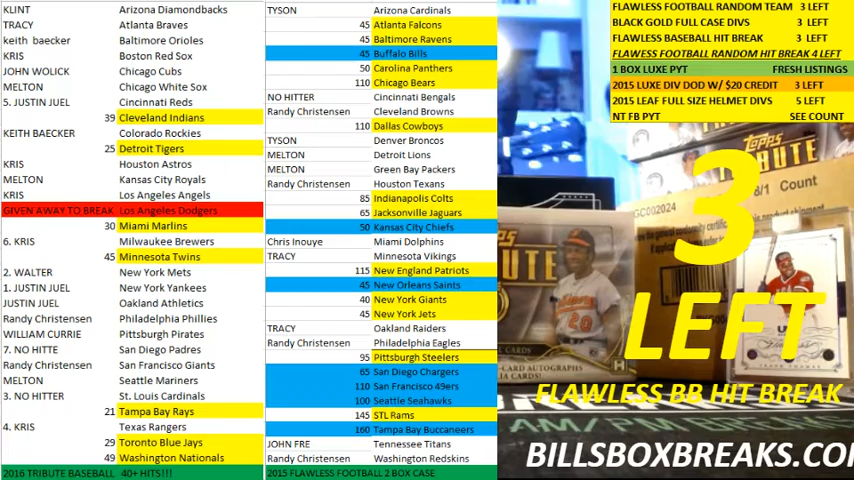 KLINT Arizona Diamondbacks
TRACY Atlanta Braves
keith baecker Baltimore Orioles
KRIS Boston Red Sox
JOHN WOLICK Chicago Cubs
MELTON Chicago White Sox
5. JUSTIN JUEL Cincinnati Reds
39 Cleveland Indians
KEITH BAECKER Colorado Rockies
25 Detroit Tigers
KRIS Houston Astros
MELTON Kansas City Royals
KRIS Los Angeles Angels
GIVEN AWAY TO BREAK Los Angeles Dodgers
30 Miami Marlins
6. KRIS Milwaukee Brewers
45 Minnesota Twins
2. WALTER New York Mets
1. JUSTIN JUEL New York Yankees
JUSTIN JUEL Oakland Athletics
Randy Christensen Philadelphia Phillies
WILLIAM CURRIE Pittsburgh Pirates
7. NO HITTE San Diego Padres
Randy Christensen San Francisco Giants
MELTON Seattle Mariners
3. NO HITTER St. Louis Cardinals
21 Tampa Bay Rays
4. KRIS Texas Rangers
29 Toronto Blue Jays
49 Washington Nationals
2016 TRIBUTE BASEBALL 40+ HITS!!!
TYSON Arizona Cardinals
45 Atlanta Falcons
45 Baltimore Ravens
45 Buffalo Bills
50 Carolina Panthers
110 Chicago Bears
NO HITTER Cincinnati Bengals
Randy Christensen Cleveland Browns
110 Dallas Cowboys
TYSON Denver Broncos
MELTON Detroit Lions
MELTON Green Bay Packers
Randy Christensen Houston Texans
85 Indianapolis Colts
65 Jacksonville Jaguars
50 Kansas City Chiefs
Chris Inouye Miami Dolphins
TRACY Minnesota Vikings
115 New England Patriots
45 New Orleans Saints
40 New York Giants
45 New York Jets
TRACY Oakland Raiders
Randy Christensen Philadelphia Eagles
95 Pittsburgh Steelers
65 San Diego Chargers
110 San Francisco 49ers
100 Seattle Seahawks
145 STL Rams
160 Tampa Bay Buccaneers
JOHN FRE Tennessee Titans
Randy Christensen Washington Redskins
2015 FLAWLESS FOOTBALL 2 BOX CASE
FLAWLESS FOOTBALL RANDOM TEAM 3 LEFT
BLACK GOLD FULL CASE DIVS 3 LEFT
FLAWLESS BASEBALL HIT BREAK 3 LEFT
FLAWLESS FOOTBALL RANDOM HIT BREAK 4 LEFT
1 BOX LUXE PYT FRESH LISTINGS
2015 LUXE DIV DOD W/ $20 CREDIT 3 LEFT
2015 LEAF FULL SIZE HELMET DIVS 5 LEFT
NT FB PYT SEE COUNT
Topps
TRIBUTE
8/1 Count
GC002024
20
3
LEFT
FLAWLESS BB HIT BREAK
AM/PM BR
BILLSBOXBREAKS.CO